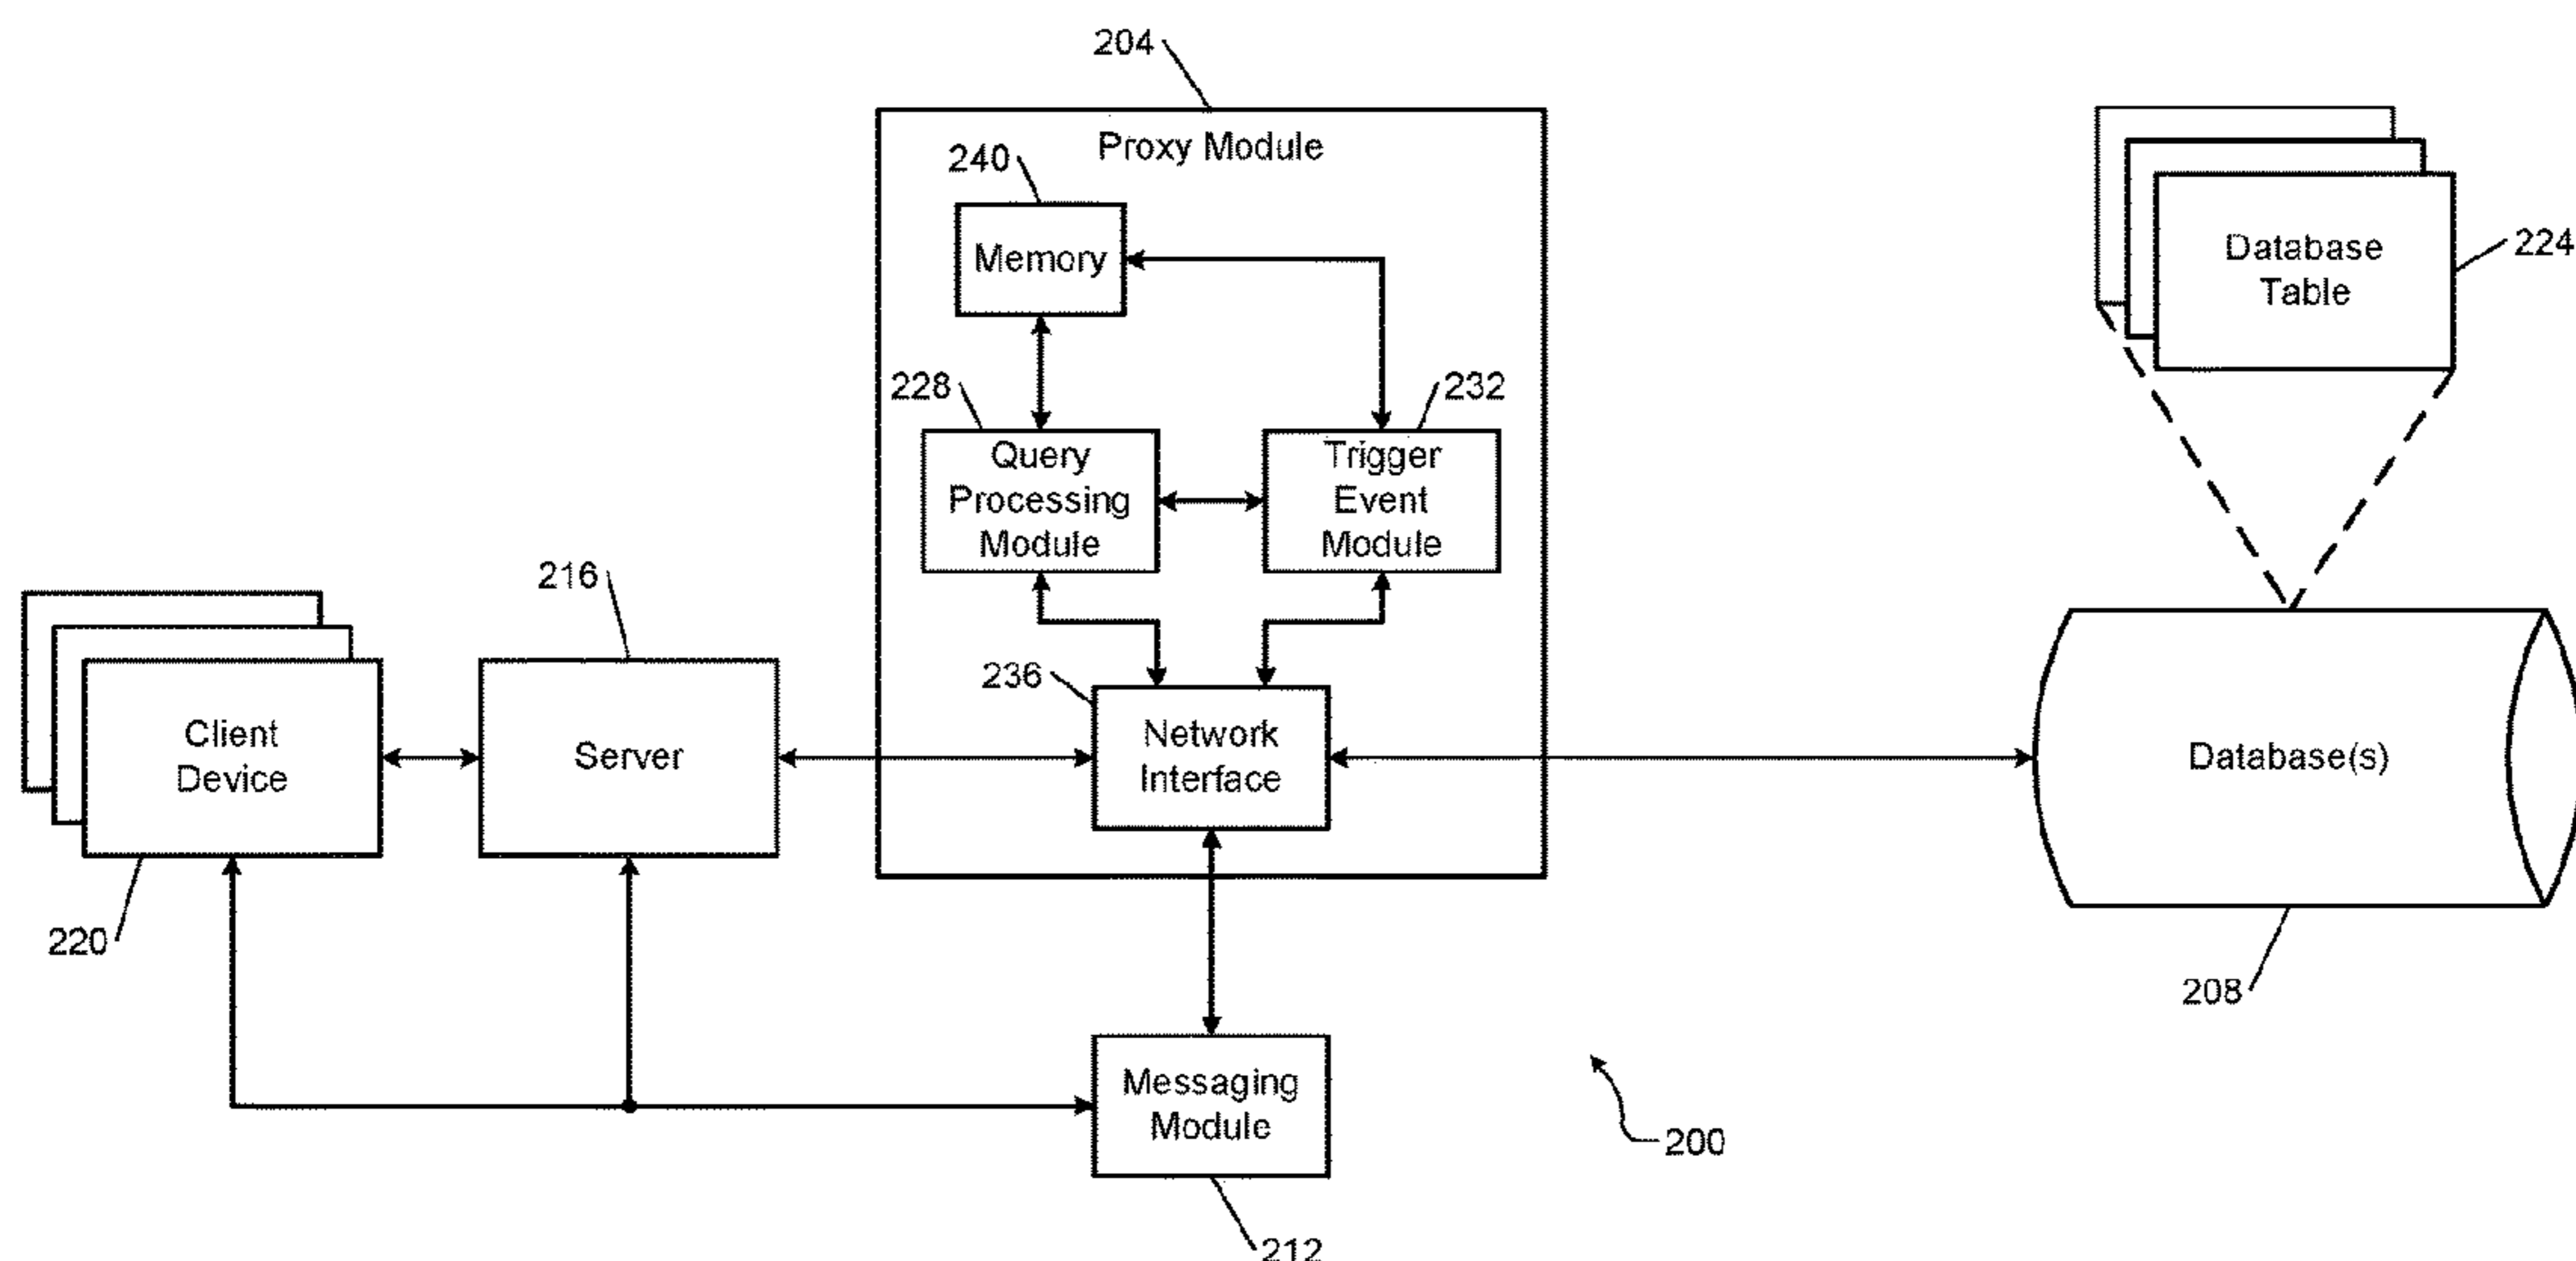 204
Proxy Module
240
Memory
Database
Table
224
228
232
Query
Processing
Module
Trigger
Event
Module
216
236
Client
Device
Server
Network
Interface
Database(s)
220
208
Messaging
Module
200
212